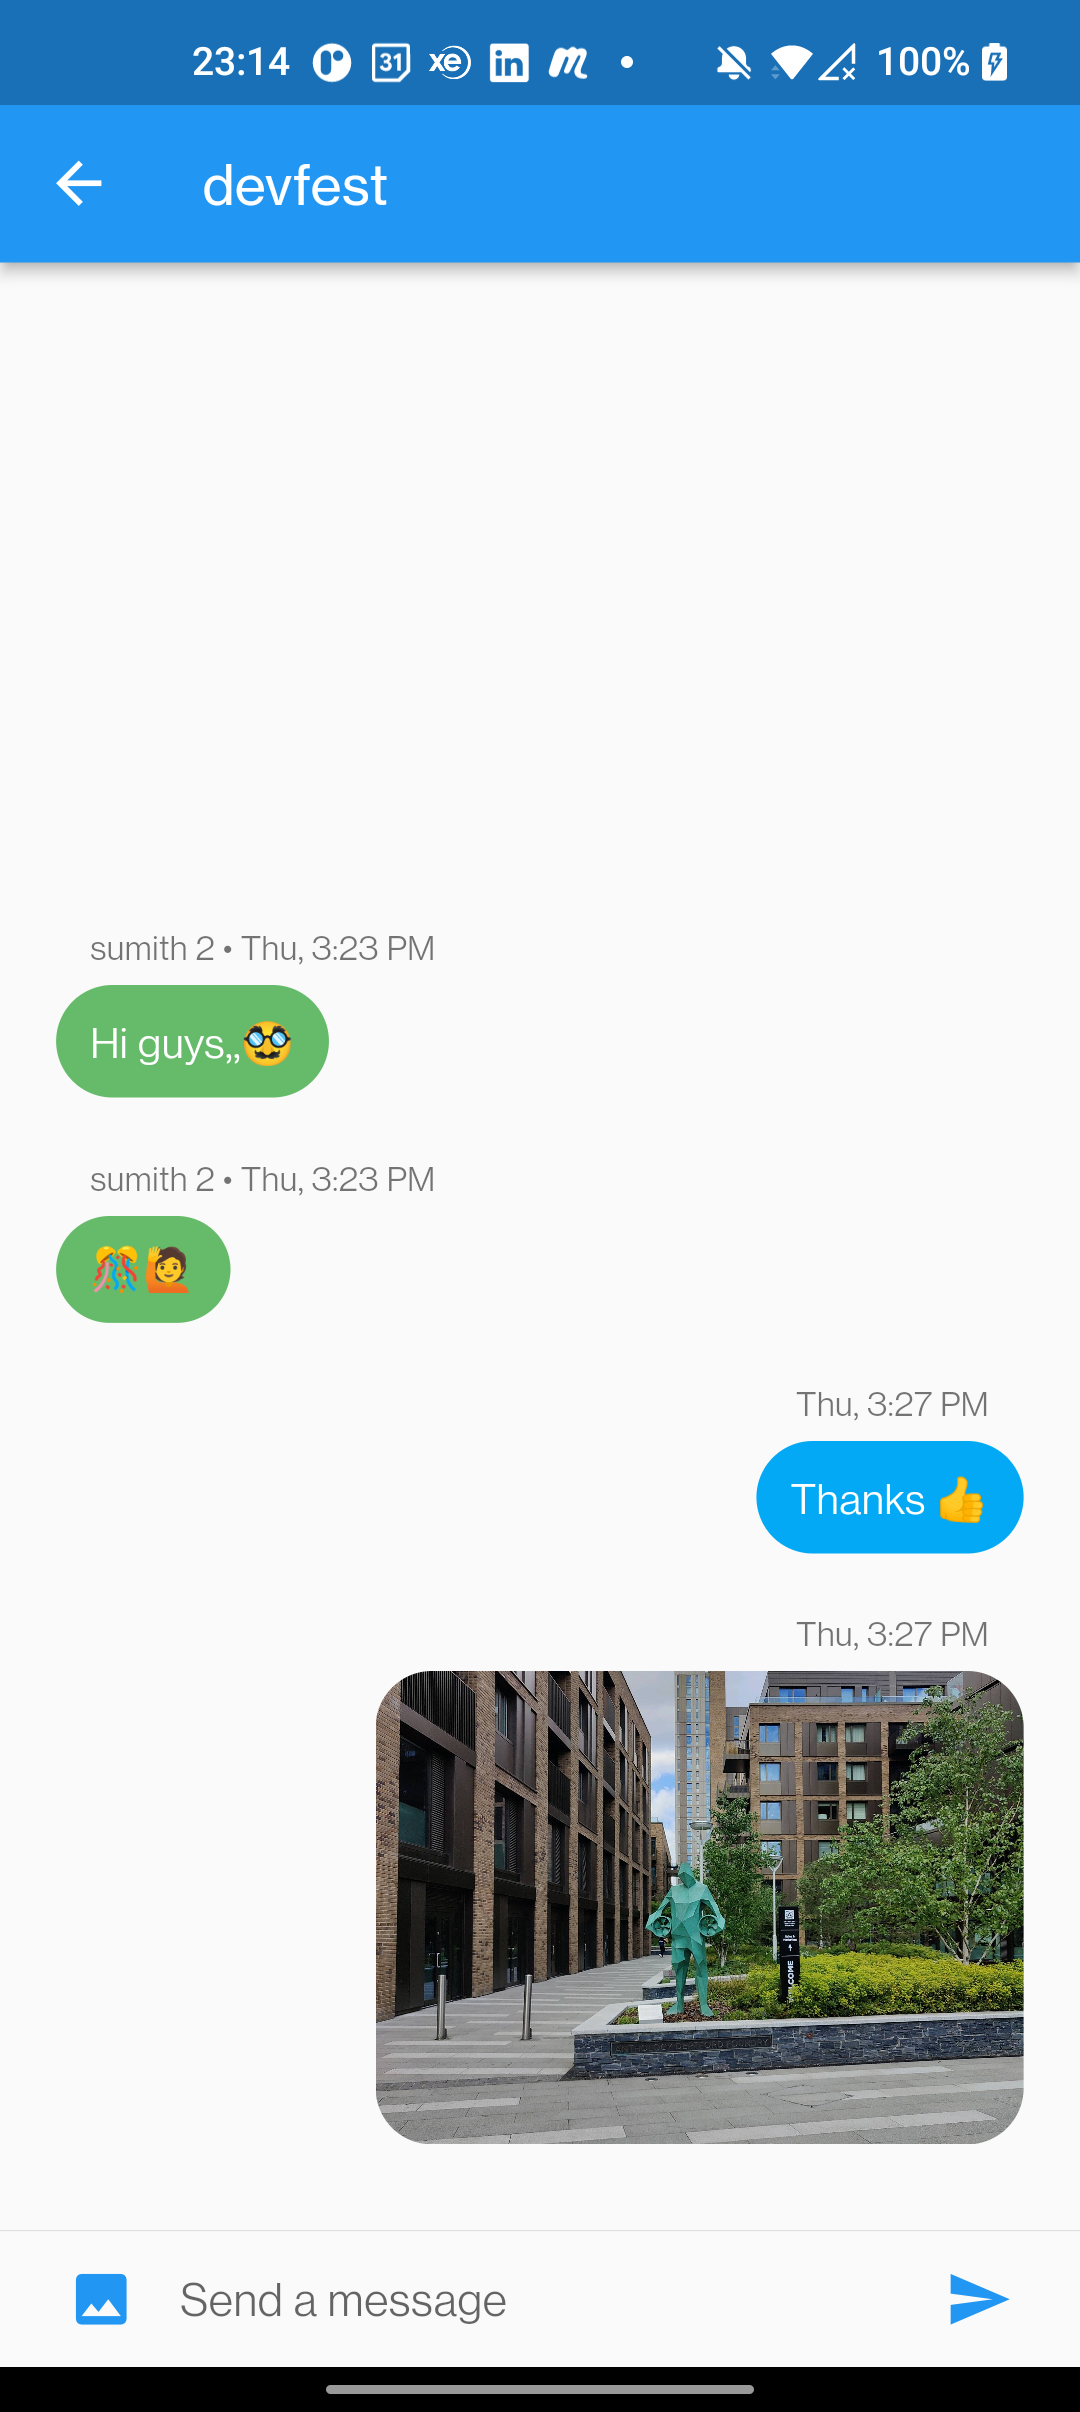 23:14 31 xe in m 100%
devfest
sumith 2 • Thu, 3:23 PM
Hi guys,,🥸
sumith 2 • Thu, 3:23 PM
🎊🙋
Thu, 3:27 PM
Thanks 👍
Thu, 3:27 PM
Send a message